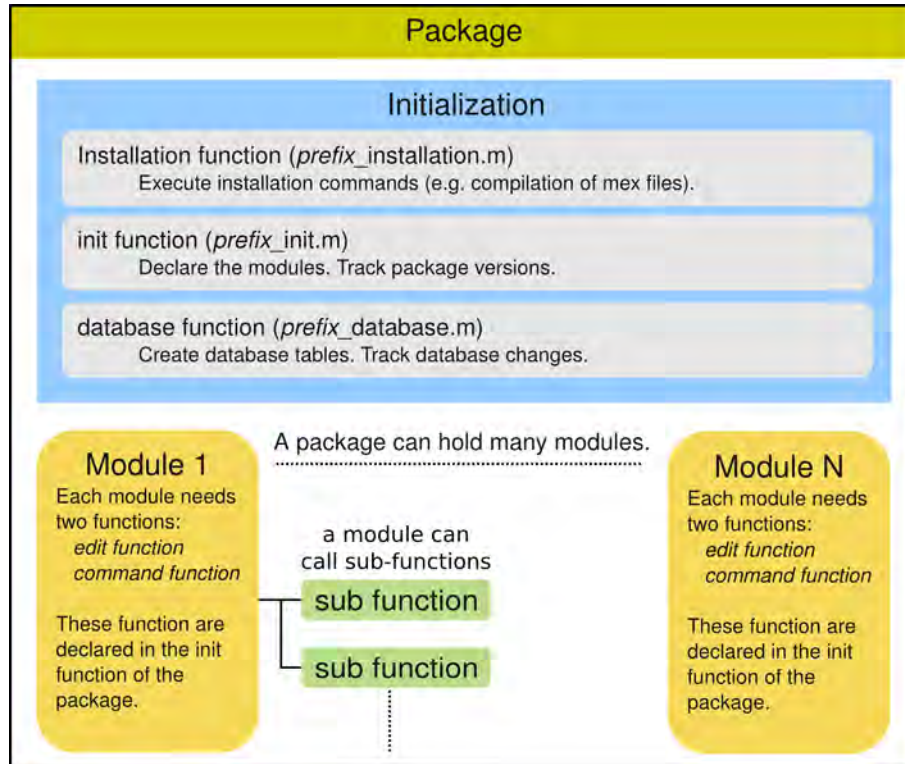 Package
Initialization
Installation function (prefix_installation.m)
Execute installation commands (e.g. compilation of mex files).
init function (prefix_init.m)
Declare the modules. Track package versions.
database function (prefix_database.m)
Create database tables. Track database changes.
A package can hold many modules.
Module 1
Each module needs
two functions:
edit function
command function
These function are
declared in the init
function of the
package.
a module can
call sub-functions
sub function
sub function
Module N
Each module needs
two functions:
edit function
command function
These function are
declared in the init
function of the
package.